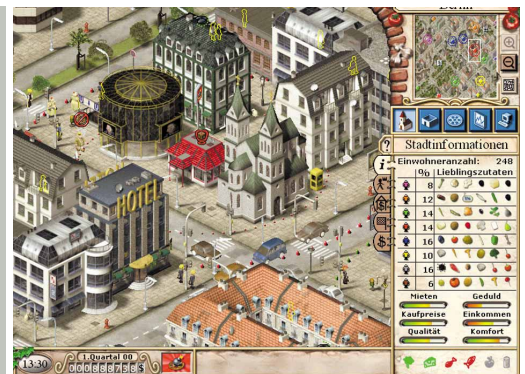 Berlin
HOTEL
?
i
Stadtinformationen
Einwohneranzahl: 248
% Lieblingszutaten
8
12
14
14
16
10
16
6
Mieten Geduld
Kaufpreise Einkommen
Qualität Komfort
$
13:30
1.Quartal 00